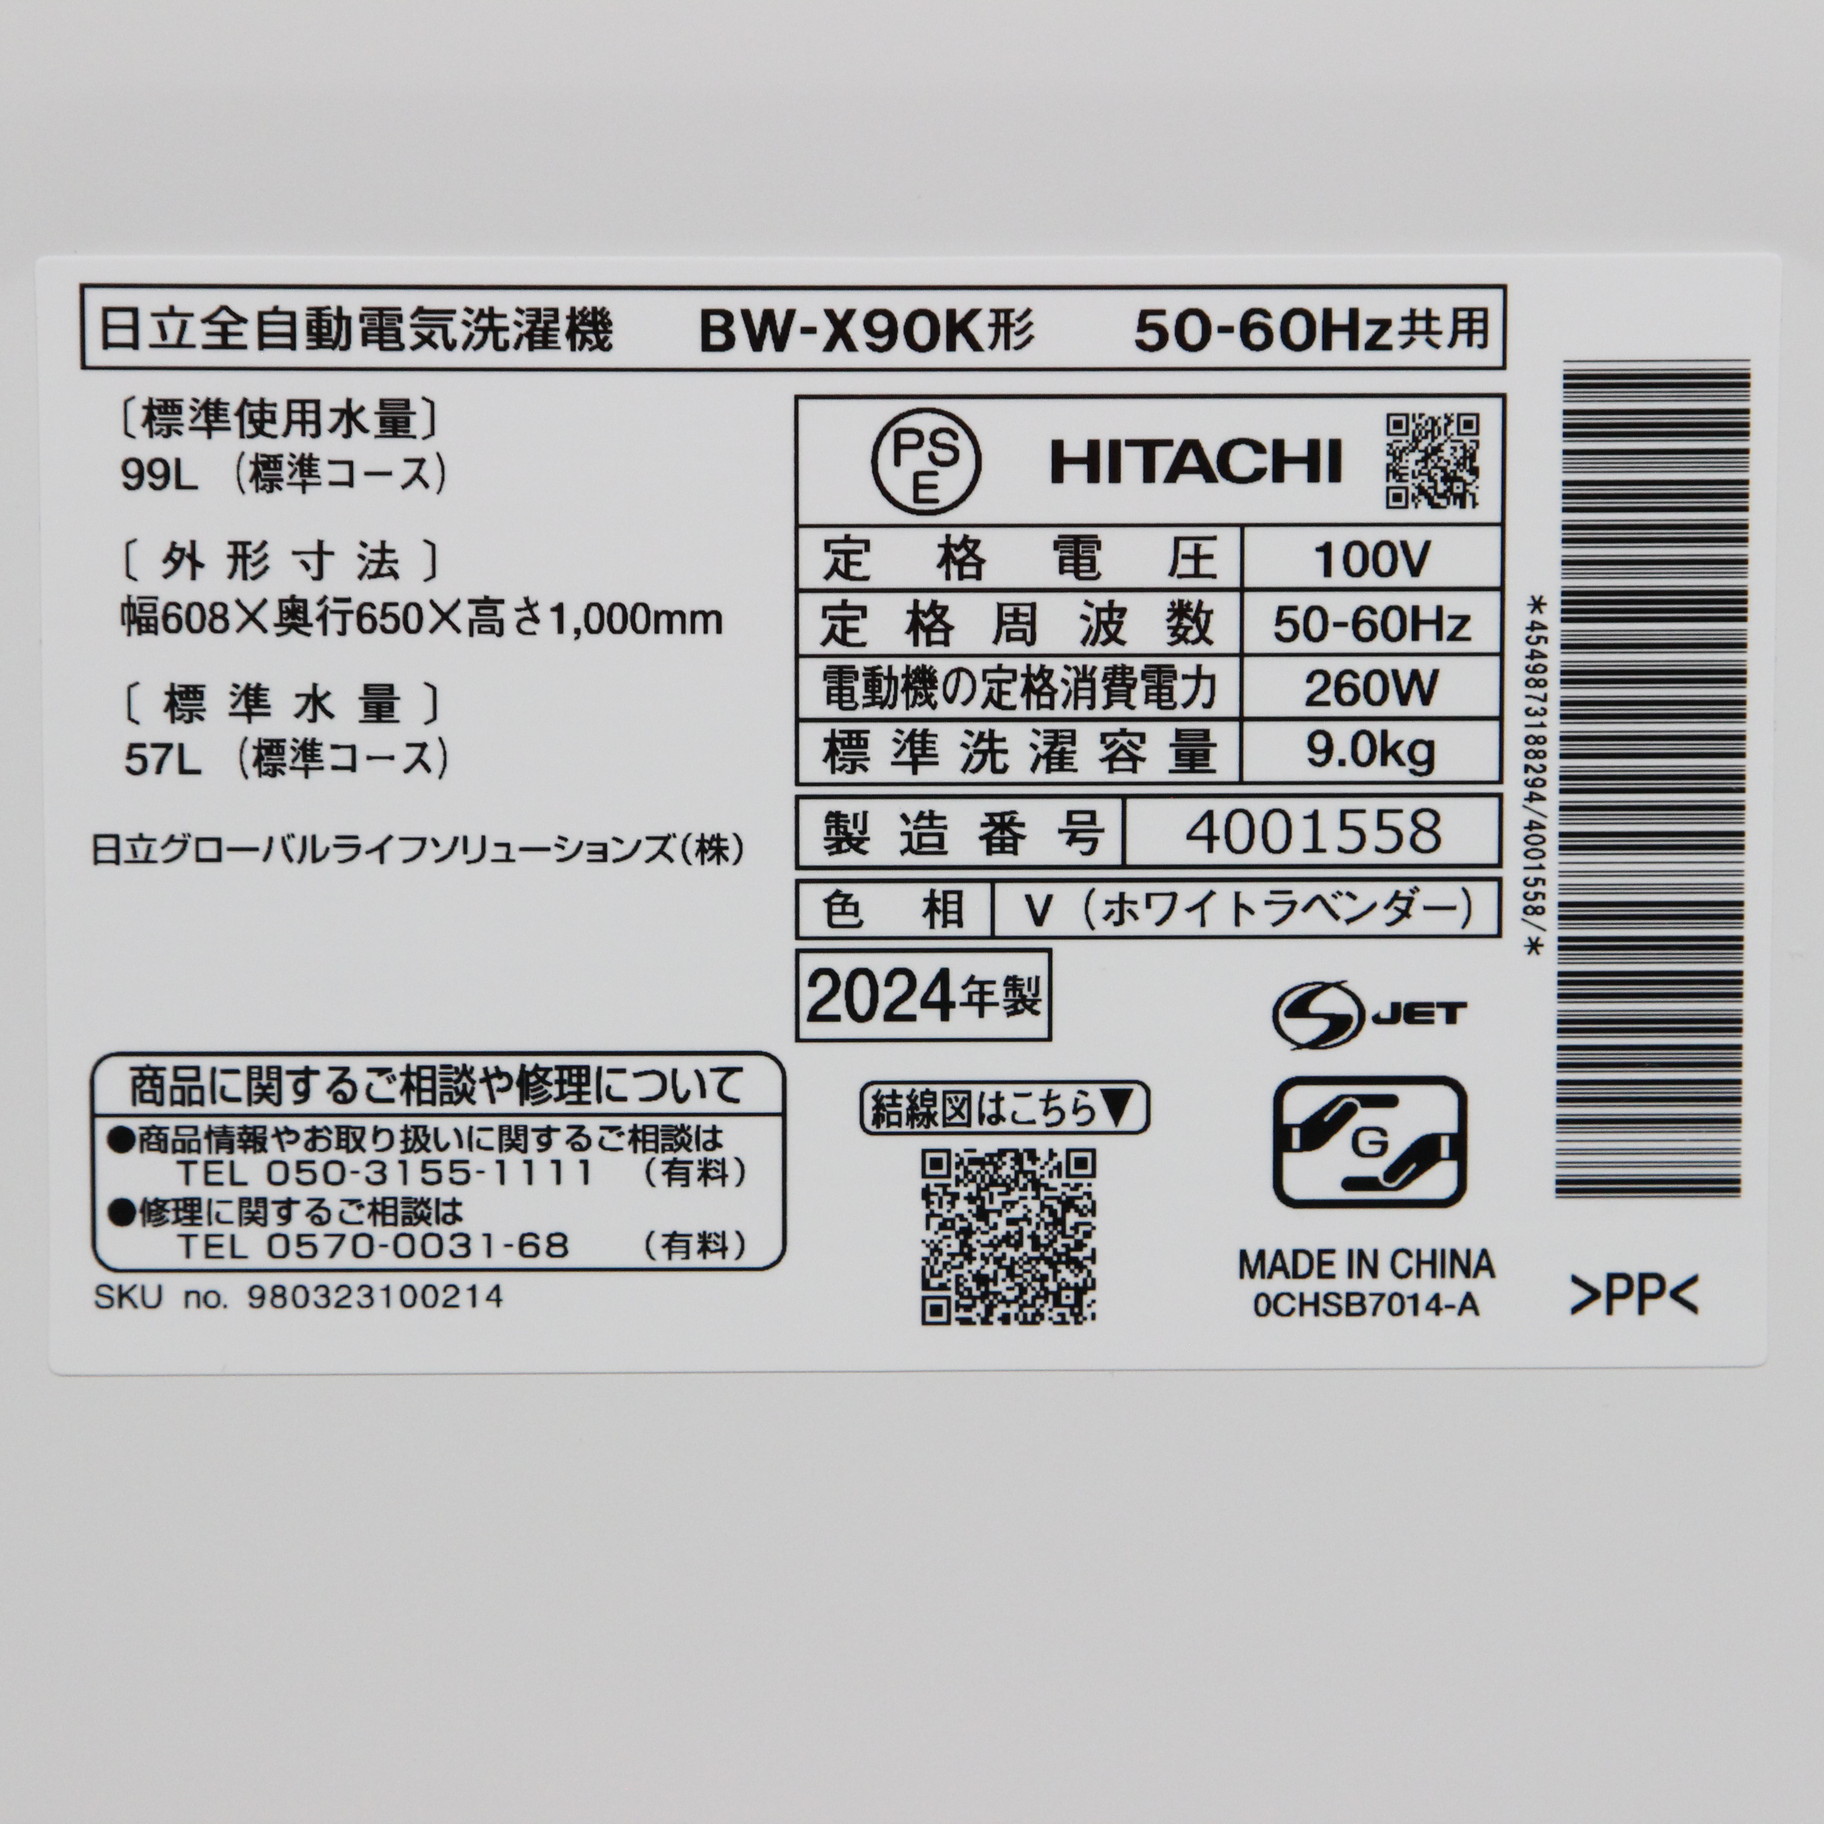 日立全自動電気洗濯機 BW-X90K形 50-60Hz共用
〔標準使用水量〕
99L （標準コース）
〔外形寸法〕
幅608×奥行650×高さ1,000mm
〔標準水量〕
57L （標準コース）
日立グローバルライフソリューションズ（株）
PS
E
HITACHI
定格電圧 100V
定格周波数 50-60Hz
電動機の定格消費電力 260W
標準洗濯容量 9.0kg
製造番号 4001558
色相 V（ホワイトラベンダー）
2024年製
*4549873188294/4001558/*
商品に関するご相談や修理について
●商品情報やお取り扱いに関するご相談は
TEL 050-3155-1111 （有料）
●修理に関するご相談は
TEL 0570-0031-68 （有料）
SKU no. 980323100214
結線図はこちら▼
JET
G
MADE IN CHINA
0CHSB7014-A
>PP<